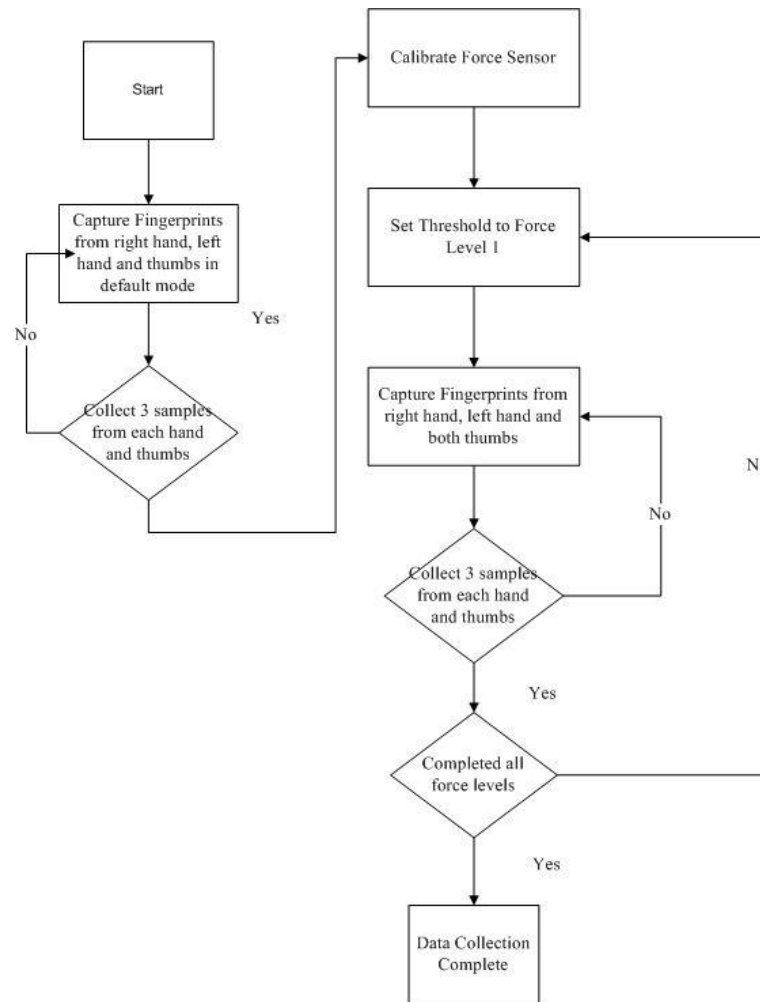 Start
Capture Fingerprints
from right hand, left
hand and thumbs in
default mode
Yes
No
Collect 3 samples
from each hand
and thumbs
Calibrate Force Sensor
Set Threshold to Force
Level 1
Capture Fingerprints from
right hand, left hand and
both thumbs
No
Collect 3 samples
from each hand
and thumbs
Yes
Completed all
force levels
Yes
Data Collection
Complete